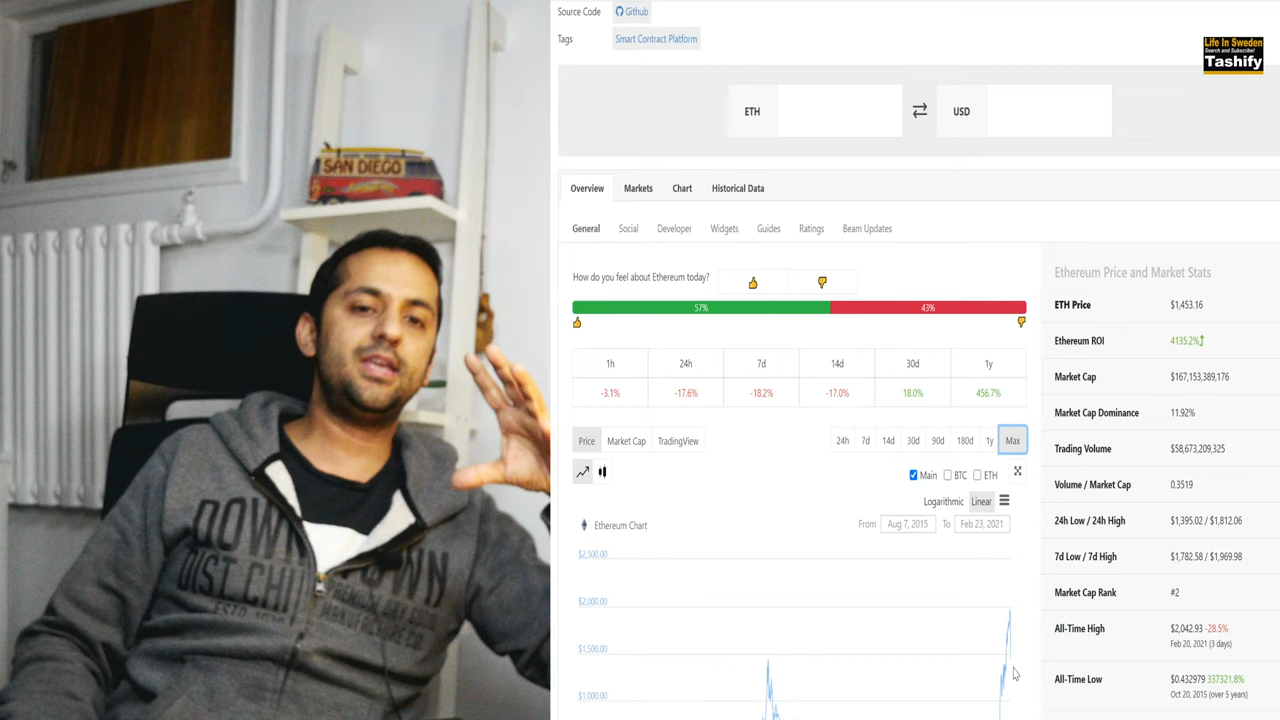 Source Code Github
Tags Smart Contract Platform
Life In Sweden
Search and Subscribe!
Tashify
SAN DIEGO
ETH USD
Overview Markets Chart Historical Data
General Social Developer Widgets Guides Ratings Beam Updates
How do you feel about Ethereum today?
57% 43%
1h 24h 7d 14d 30d 1y
-3.1% -17.6% -18.2% -17.0% 18.0% 456.7%
Price Market Cap TradingView 24h 7d 14d 30d 90d 180d 1y Max
Main BTC ETH
Logarithmic Linear
Ethereum Chart From Aug 7, 2015 To Feb 23, 2021
$2,500.00
$2,000.00
$1,500.00
$1,000.00
Ethereum Price and Market Stats
ETH Price $1,453.16
Ethereum ROI 4135.2%
Market Cap $167,153,389,176
Market Cap Dominance 11.92%
Trading Volume $58,673,209,325
Volume / Market Cap 0.3519
24h Low / 24h High $1,395.02 / $1,812.06
7d Low / 7d High $1,782.58 / $1,969.98
Market Cap Rank #2
All-Time High $2,042.93 -28.5%
Feb 20, 2021 (3 days)
All-Time Low $0.432979 337321.8%
Oct 20, 2015 (over 5 years)
DIST.CHI